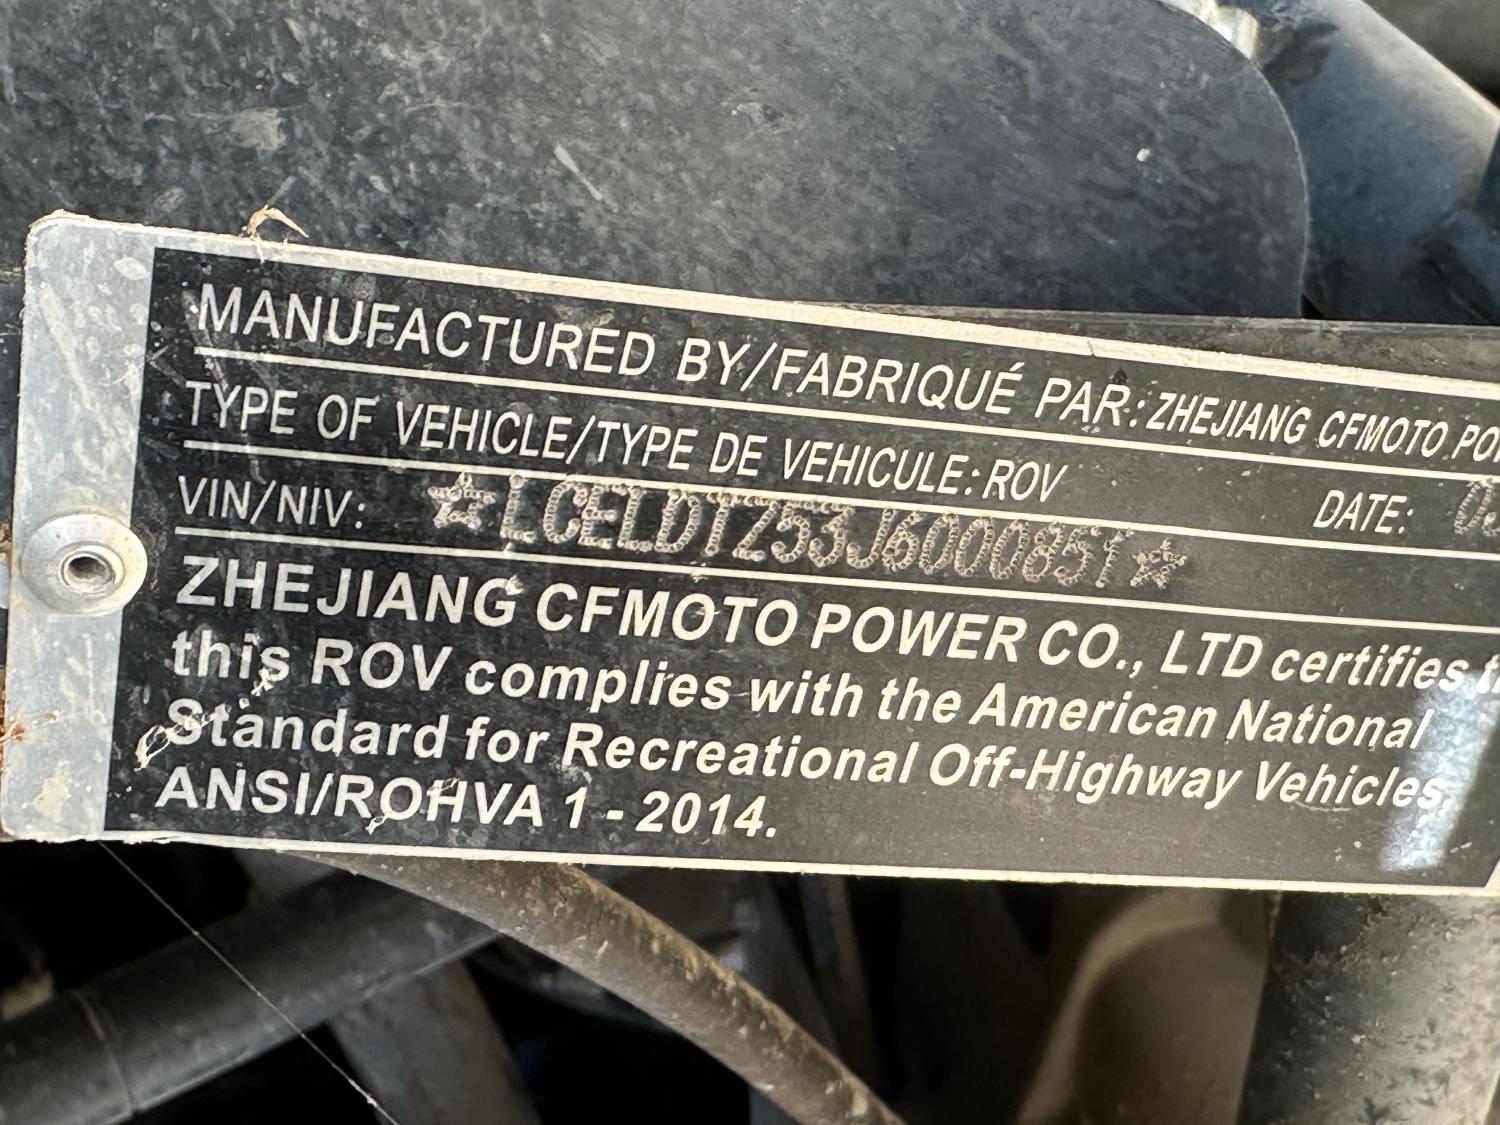 MANUFACTURED BY/FABRIQUÉ PAR: ZHEJIANG CFMOTO
TYPE OF VEHICLE/TYPE DE VEHICULE: ROV
VIN/NIV: ☆LCELDTZ53J6000851☆ DATE:
ZHEJIANG CFMOTO POWER CO., LTD certifies
this ROV complies with the American National
Standard for Recreational Off-Highway Vehicles.
ANSI/ROHVA 1 - 2014.